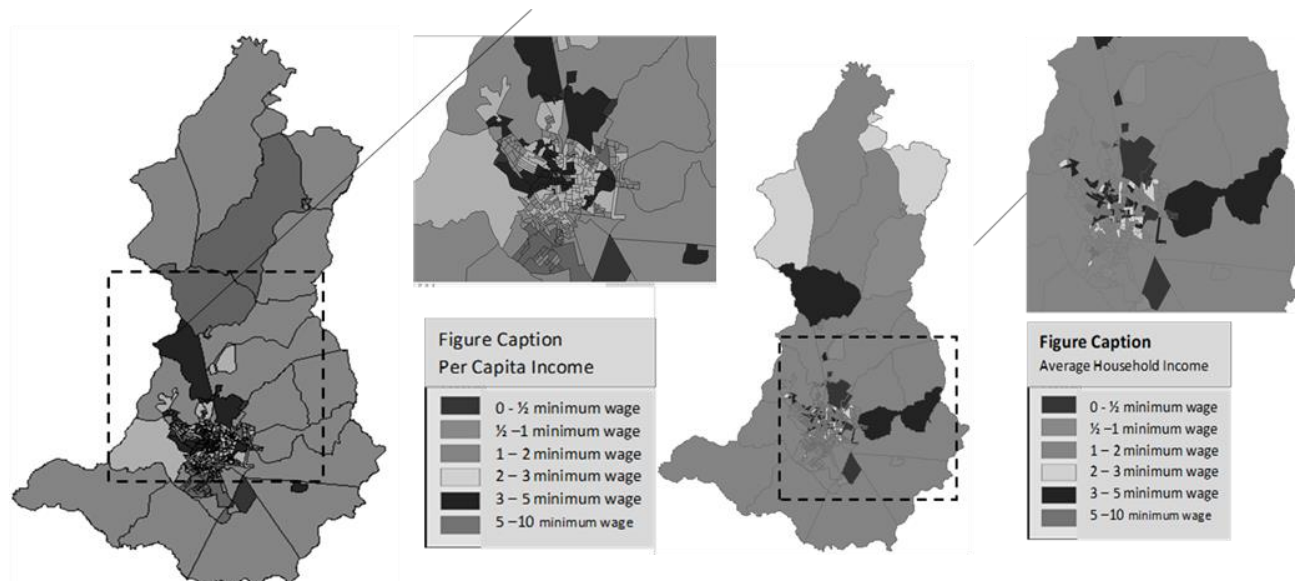 Figure Caption
Per Capita Income
0 - ½ minimum wage
½ –1 minimum wage
1 – 2 minimum wage
2 – 3 minimum wage
3 – 5 minimum wage
5 –10 minimum wage
Figure Caption
Average Household Income
0 - ½ minimum wage
½ –1 minimum wage
1 – 2 minimum wage
2 – 3 minimum wage
3 – 5 minimum wage
5 –10 minimum wage